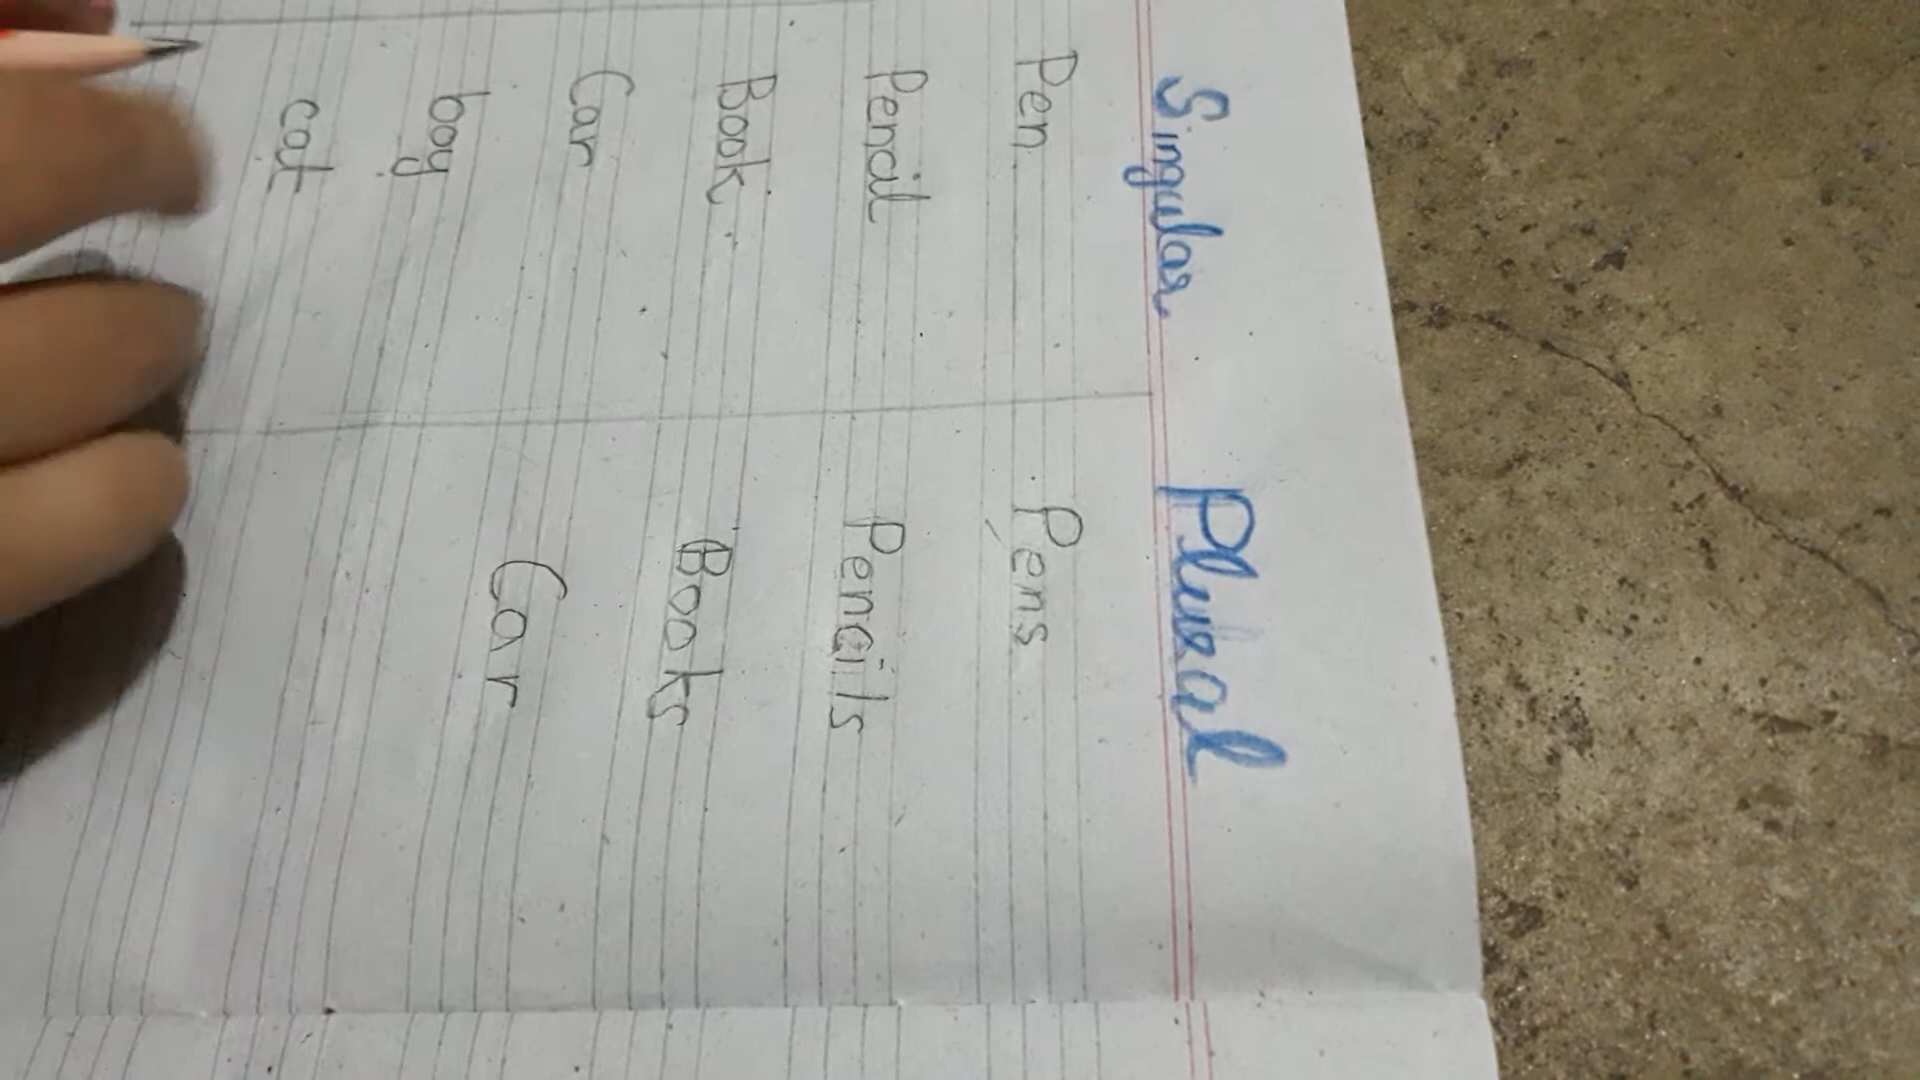 Singular Plural
Pen Pens
Pencil Pencils
Book Books
Car Car
boy
cat